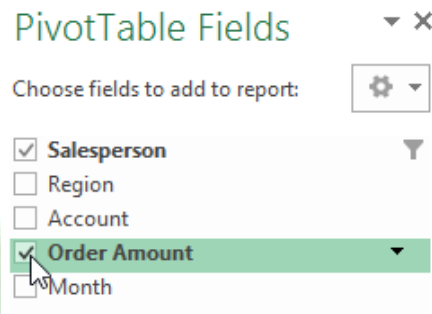 PivotTable Fields
Choose fields to add to report:
Salesperson
Region
Account
Order Amount
Month